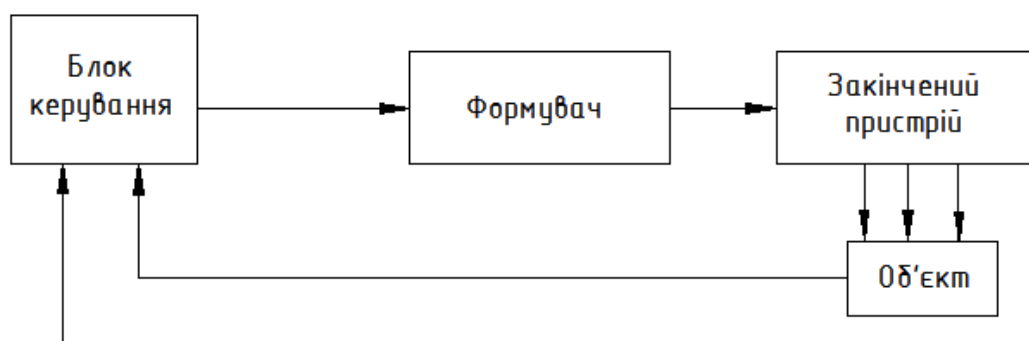 Блок
керування
Формувач
Закінчений
пристрій
Об'єкт